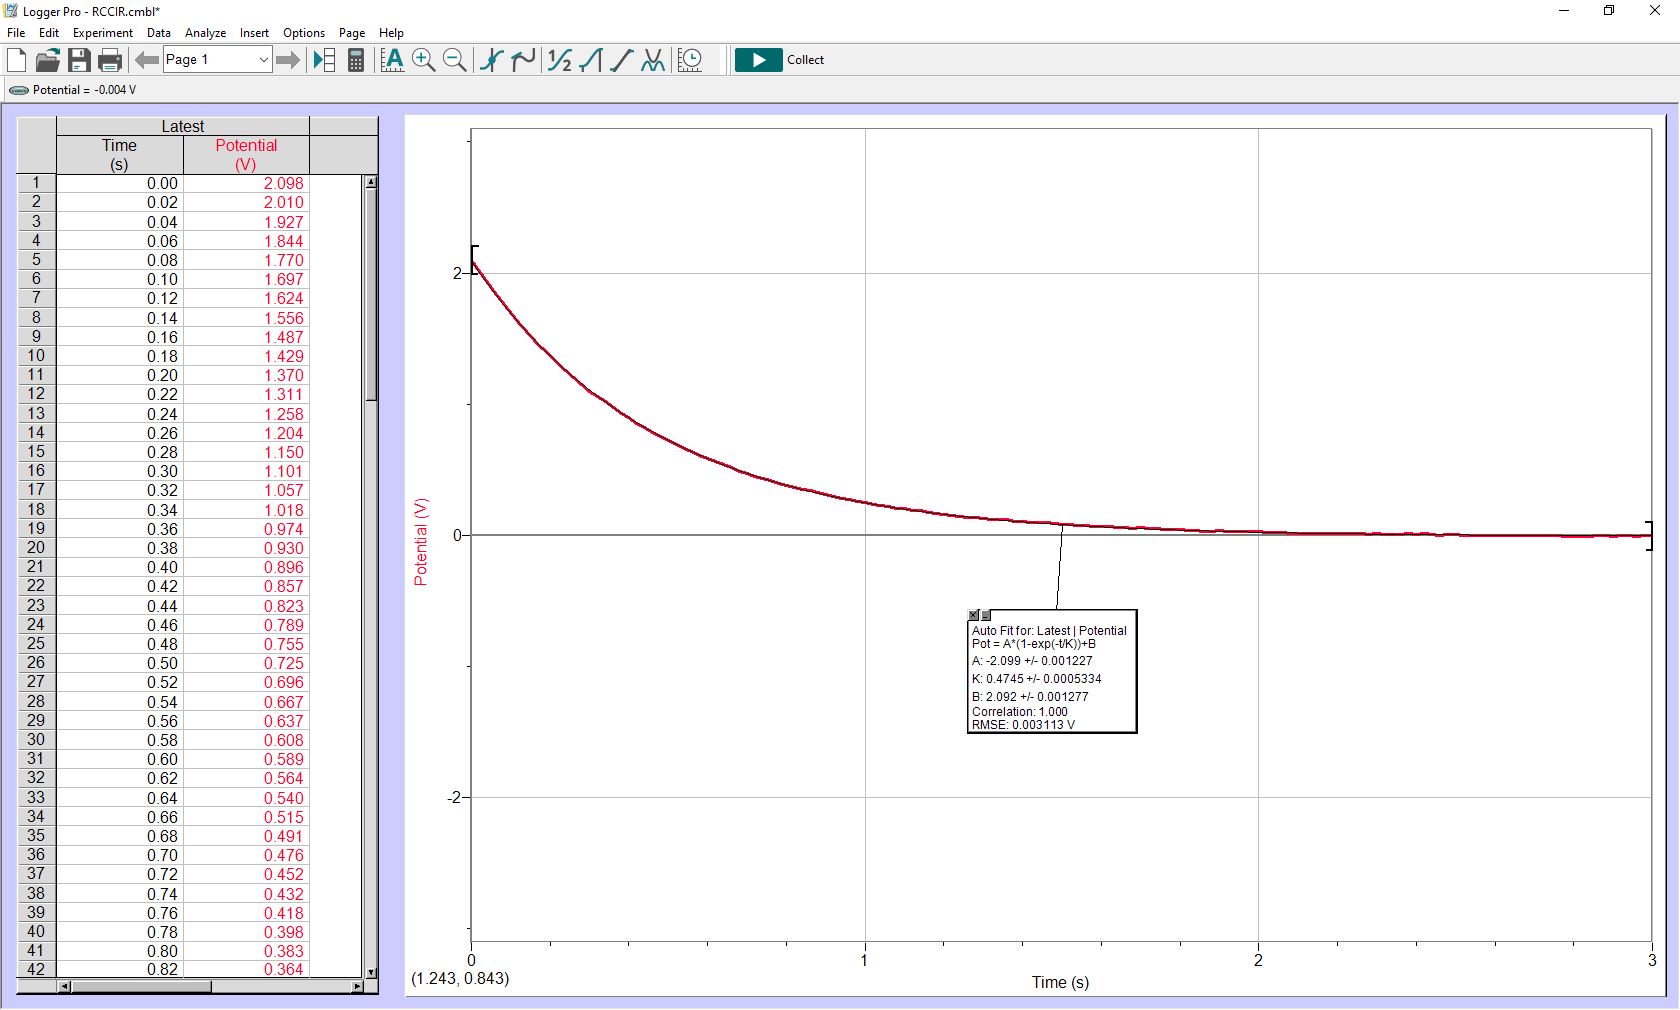 Logger Pro - RCCIR.cmbl*
File Edit Experiment Data Analyze Insert Options Page Help
Page 1
Collect
Potential = -0.004 V
Latest
Time Potential
(s) (V)
1 0.00 2.098
2 0.02 2.010
3 0.04 1.927
4 0.06 1.844
5 0.08 1.770
6 0.10 1.697
7 0.12 1.624
8 0.14 1.556
9 0.16 1.487
10 0.18 1.429
11 0.20 1.370
12 0.22 1.311
13 0.24 1.258
14 0.26 1.204
15 0.28 1.150
16 0.30 1.101
17 0.32 1.057
18 0.34 1.018
19 0.36 0.974
20 0.38 0.930
21 0.40 0.896
22 0.42 0.857
23 0.44 0.823
24 0.46 0.789
25 0.48 0.755
26 0.50 0.725
27 0.52 0.696
28 0.54 0.667
29 0.56 0.637
30 0.58 0.608
31 0.60 0.589
32 0.62 0.564
33 0.64 0.540
34 0.66 0.515
35 0.68 0.491
36 0.70 0.476
37 0.72 0.452
38 0.74 0.432
39 0.76 0.418
40 0.78 0.398
41 0.80 0.383
42 0.82 0.364
Potential (V)
2
0
-2
Auto Fit for: Latest | Potential
Pot = A*(1-exp(-t/K))+B
A: -2.099 +/- 0.001227
K: 0.4745 +/- 0.0005334
B: 2.092 +/- 0.001277
Correlation: 1.000
RMSE: 0.003113 V
0 1 2 3
(1.243, 0.843)
Time (s)